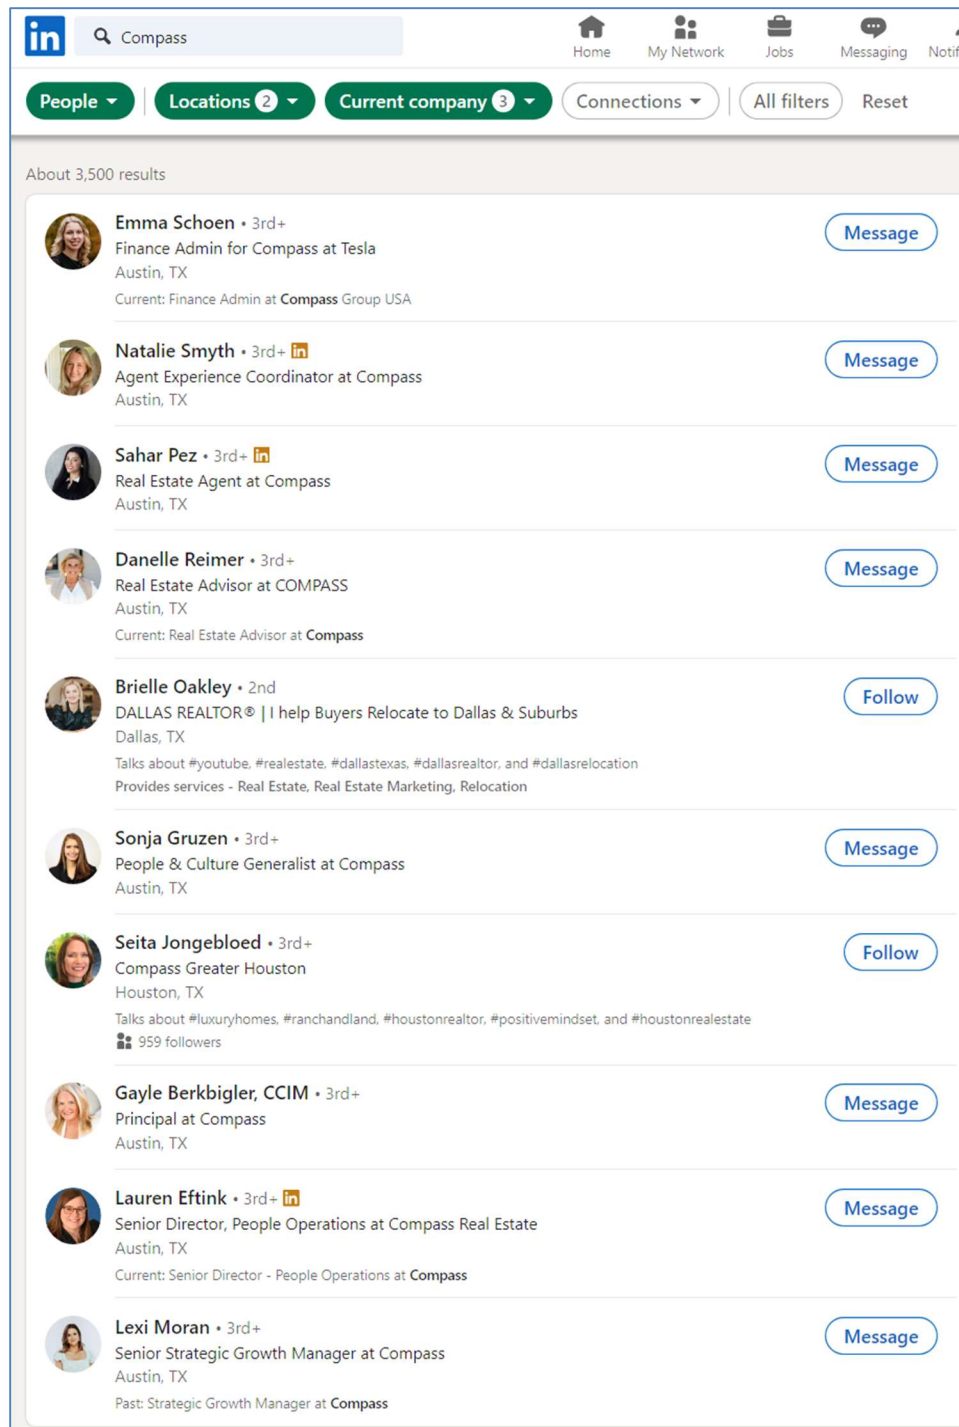 in
Compass
Home
My Network
Jobs
Messaging
Notif
People
Locations 2
Current company 3
Connections
All filters
Reset
About 3,500 results
Emma Schoen • 3rd+
Message
Finance Admin for Compass at Tesla
Austin, TX
Current: Finance Admin at Compass Group USA
Natalie Smyth • 3rd+ in
Message
Agent Experience Coordinator at Compass
Austin, TX
Sahar Pez • 3rd+ in
Message
Real Estate Agent at Compass
Austin, TX
Danelle Reimer • 3rd+
Message
Real Estate Advisor at COMPASS
Austin, TX
Current: Real Estate Advisor at Compass
Brielle Oakley • 2nd
Follow
DALLAS REALTOR® | I help Buyers Relocate to Dallas & Suburbs
Dallas, TX
Talks about #youtube, #realestate, #dallastexas, #dallasrealtor, and #dallasrelocation
Provides services - Real Estate, Real Estate Marketing, Relocation
Sonja Gruzen • 3rd+
Message
People & Culture Generalist at Compass
Austin, TX
Seita Jongebloed • 3rd+
Follow
Compass Greater Houston
Houston, TX
Talks about #luxuryhomes, #ranchandland, #houstonrealtor, #positivemindset, and #houstonrealestate
959 followers
Gayle Berkbigler, CCIM • 3rd+
Message
Principal at Compass
Austin, TX
Lauren Eftink • 3rd+ in
Message
Senior Director, People Operations at Compass Real Estate
Austin, TX
Current: Senior Director - People Operations at Compass
Lexi Moran • 3rd+
Message
Senior Strategic Growth Manager at Compass
Austin, TX
Past: Strategic Growth Manager at Compass